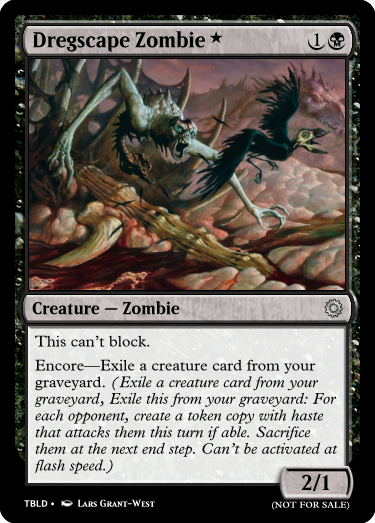 Dregscape Zombie ★ 1
Creature — Zombie
This can't block.
Encore—Exile a creature card from your
graveyard. (Exile a creature card from your
graveyard, Exile this from your graveyard: For
each opponent, create a token copy with haste
that attacks them this turn if able. Sacrifice
them at the next end step. Can't be activated at
flash speed.)
2/1
TBLD • Lars Grant-West
(NOT FOR SALE)